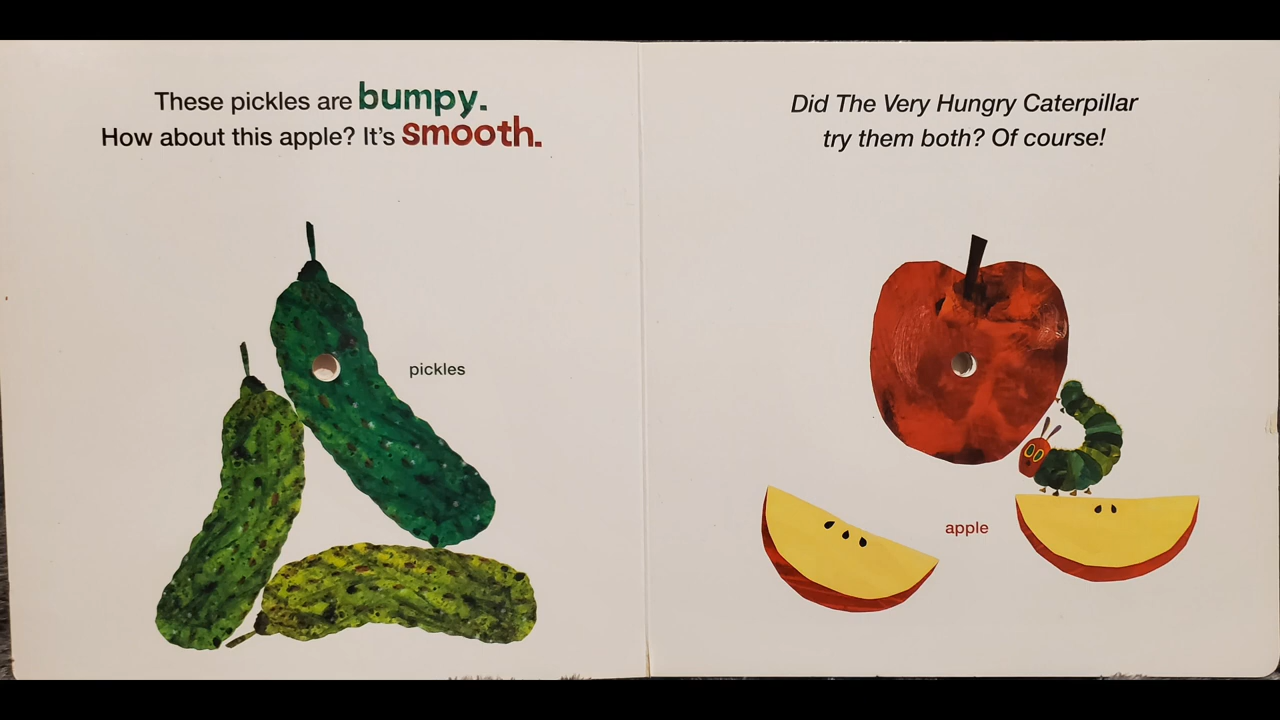 These pickles are bumpy.
How about this apple? It's smooth.
pickles
Did The Very Hungry Caterpillar
try them both? Of course!
apple